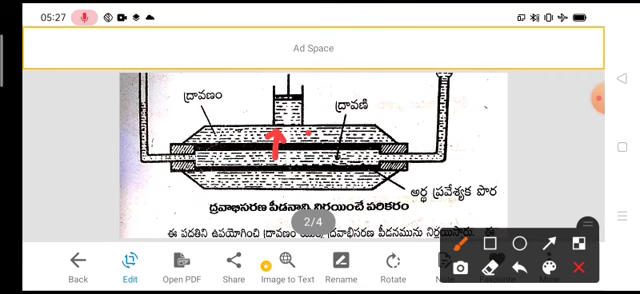 05:27
Ad Space
ద్రావణం
ద్రావణి
అర్థ ప్రవేశ్యక పొర
ద్రవాభిసరణ పీడనాన్ని నిర్ణయించే పరికరం
2/4
ఈ పద్ధతిని ఉపయోగించి ద్రావణం ద్రవాభిసరణ పీడనమును నిర్ణయిస్తారు. ఈ
Back
Edit
Open PDF
Share
Image to Text
Rename
Rotate